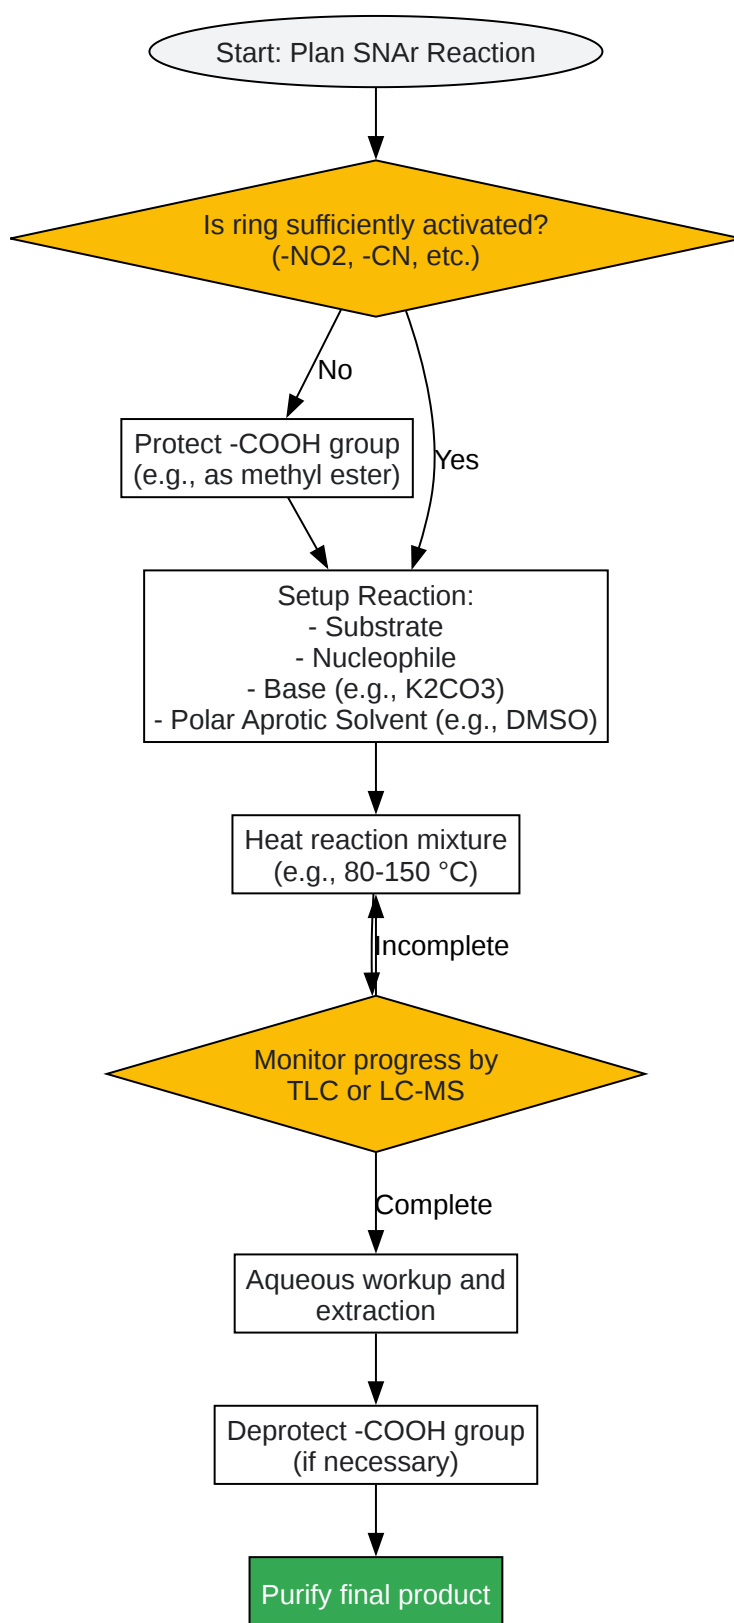 Start: Plan SNAr Reaction
Is ring sufficiently activated?
(-NO2, -CN, etc.)
No
Protect -COOH group
(e.g., as methyl ester)
Yes
Setup Reaction:
- Substrate
- Nucleophile
- Base (e.g., K2CO3)
- Polar Aprotic Solvent (e.g., DMSO)
Heat reaction mixture
(e.g., 80-150 °C)
Incomplete
Monitor progress by
TLC or LC-MS
Complete
Aqueous workup and
extraction
Deprotect -COOH group
(if necessary)
Purify final product